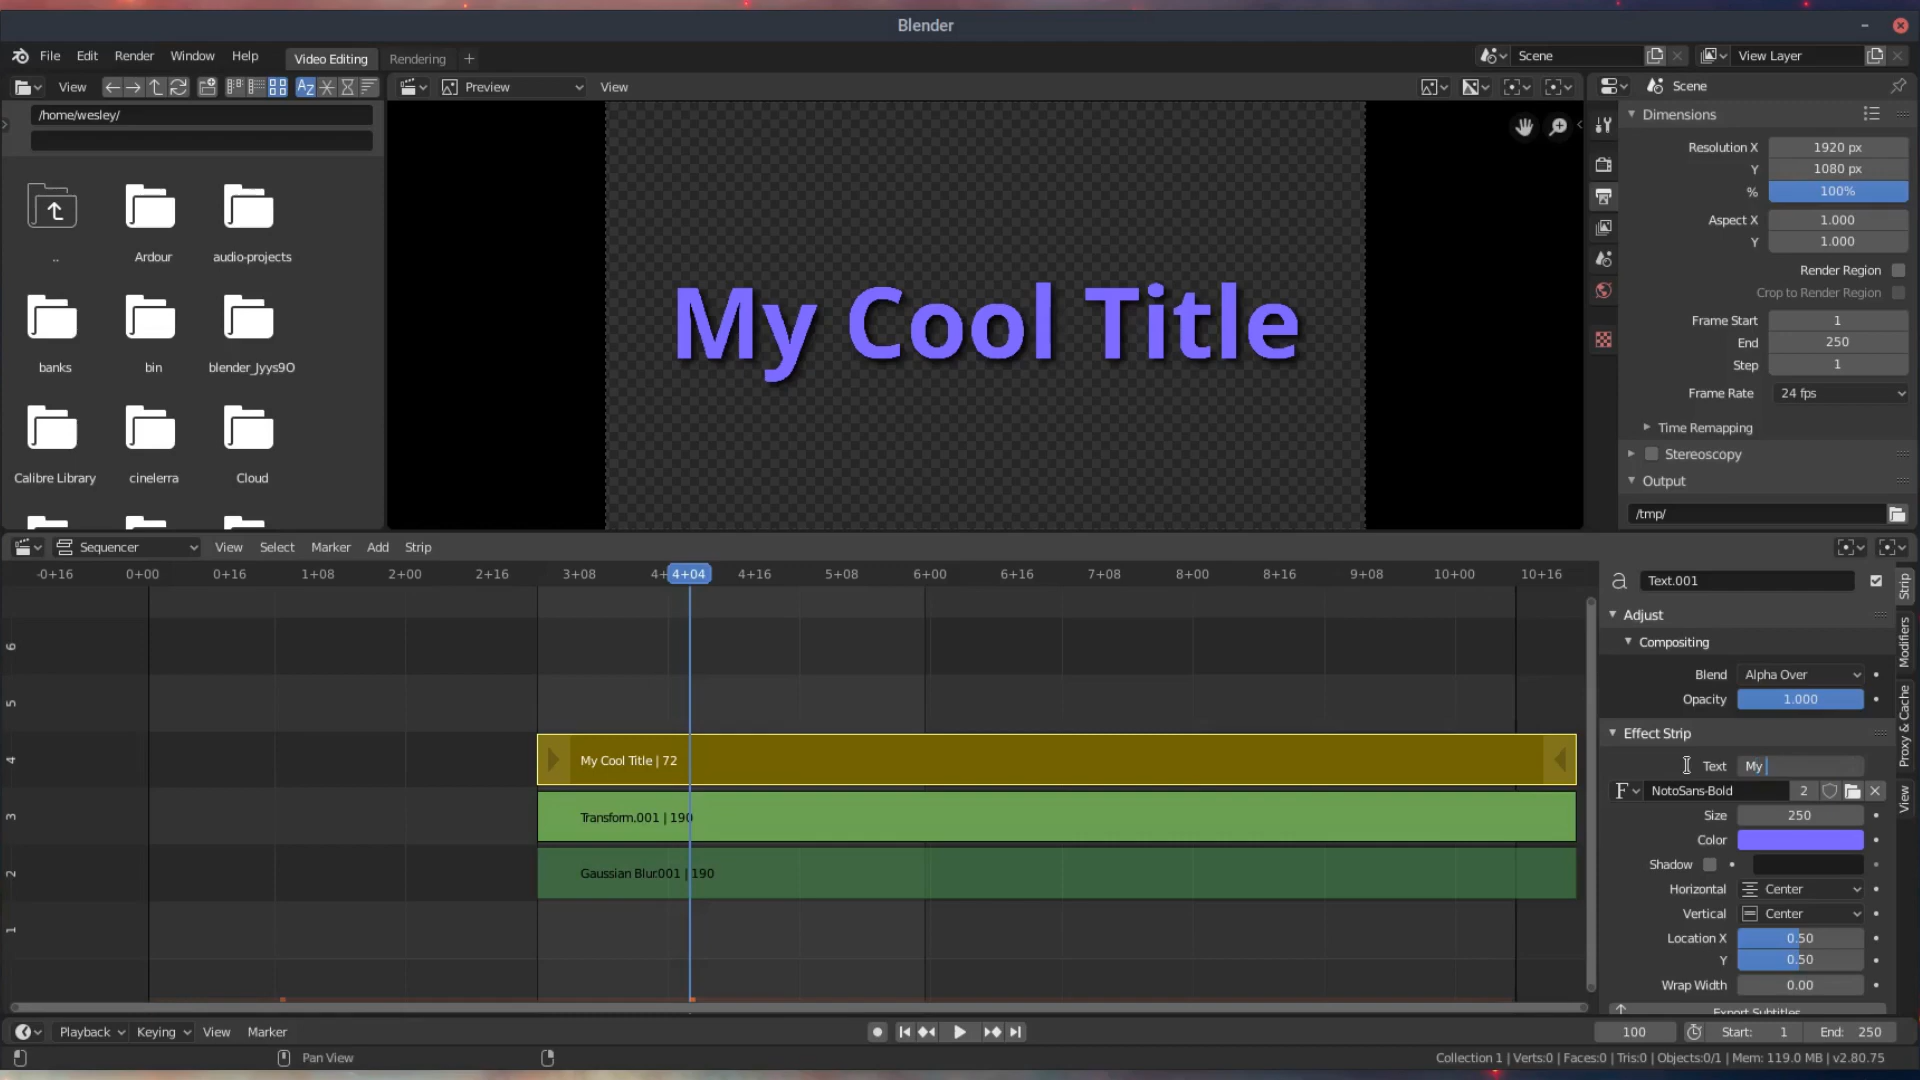 Blender
File Edit Render Window Help Video Editing Rendering + Scene View Layer
View Preview View Scene
/home/wesley/
.. Ardour audio-projects
banks bin blender_Jyys9O
Calibre Library cinelerra Cloud
My Cool Title
Dimensions
Resolution X 1920 px
Y 1080 px
% 100%
Aspect X 1.000
Y 1.000
Render Region
Crop to Render Region
Frame Start 1
End 250
Step 1
Frame Rate 24 fps
Time Remapping
Stereoscopy
Output
/tmp/
Sequencer View Select Marker Add Strip
-0+16 0+00 0+16 1+08 2+00 2+16 3+08 4+ 4+04 4+16 5+08 6+00 6+16 7+08 8+00 8+16 9+08 10+00 10+16
6
5
4 My Cool Title | 72
3 Transform.001 | 190
2 Gaussian Blur.001 | 190
1
Text.001
Adjust
Compositing
Blend Alpha Over
Opacity 1.000
Effect Strip
Text My
F NotoSans-Bold 2
Size 250
Color
Shadow
Horizontal Center
Vertical Center
Location X 0.50
Y 0.50
Wrap Width 0.00
Export Subtitles
Strip
Modifiers
Proxy & Cache
View
Playback Keying View Marker 100 Start: 1 End: 250
Pan View Collection 1 | Verts:0 | Faces:0 | Tris:0 | Objects:0/1 | Mem: 119.0 MB | v2.80.75